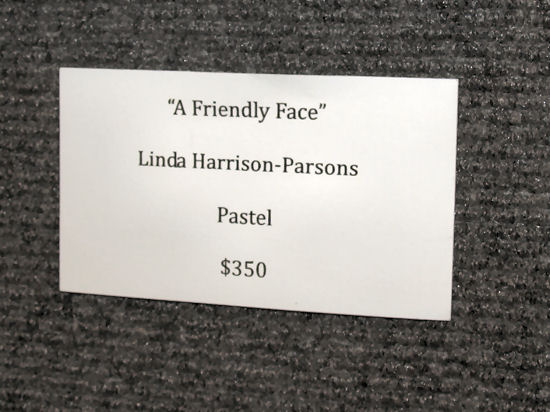 “A Friendly Face”
Linda Harrison-Parsons
Pastel
$350